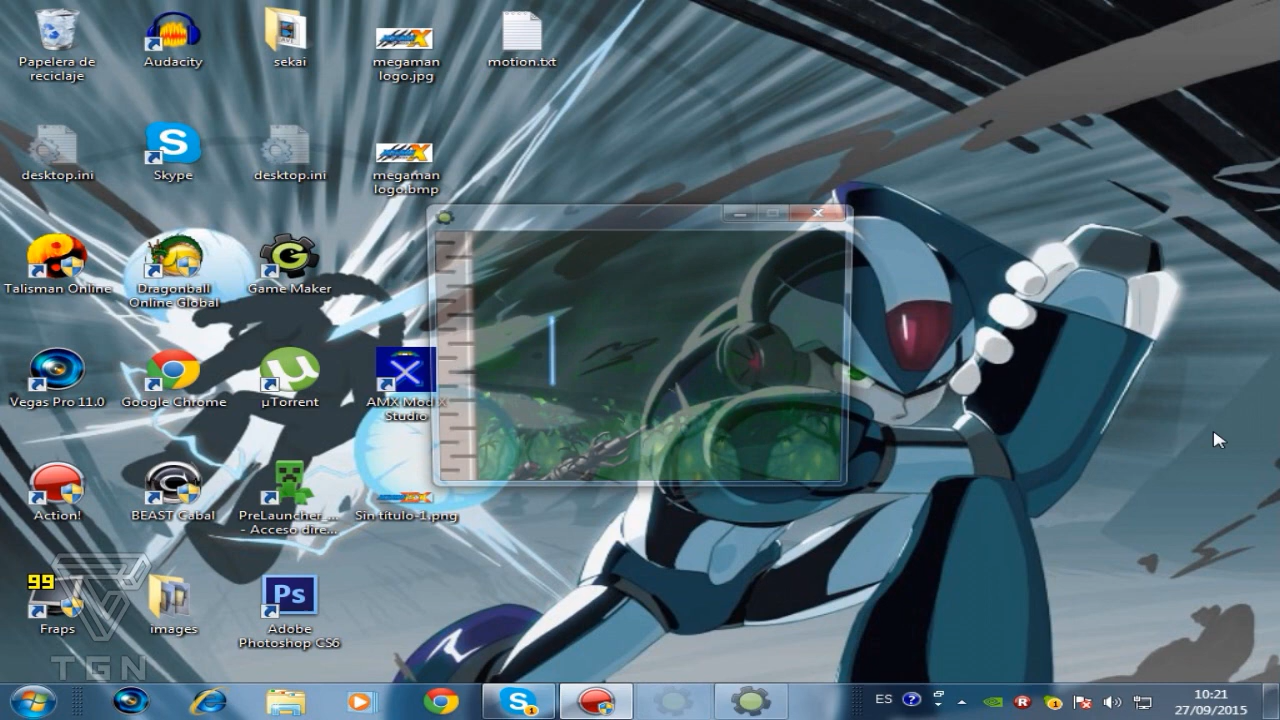 Papelera de
reciclaje
Audacity
sekai
megaman
logo.jpg
motion.txt
desktop.ini
Skype
desktop.ini
megaman
logo.bmp
Talisman Online
Dragonball
Online Global
Game Maker
Vegas Pro 11.0
Google Chrome
µTorrent
AMX Mod X
Studio
Action!
BEAST Cabal
PreLauncher_...
- Acceso dire...
Sin título-1.png
99
Fraps
images
Ps
Adobe
Photoshop CS6
TGN
ES
10:21
27/09/2015